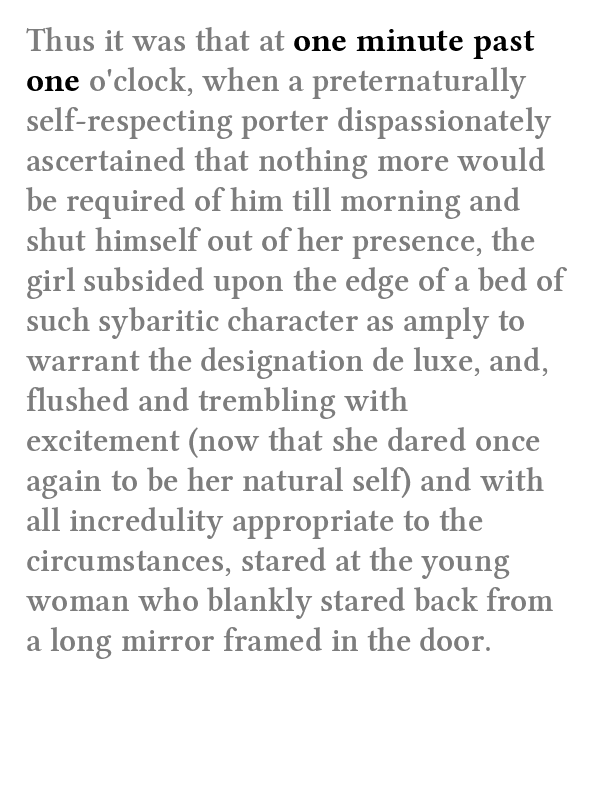 Thus it was that at one minute past
one o'clock, when a preternaturally
self-respecting porter dispassionately
ascertained that nothing more would
be required of him till morning and
shut himself out of her presence, the
girl subsided upon the edge of a bed of
such sybaritic character as amply to
warrant the designation de luxe, and,
flushed and trembling with
excitement (now that she dared once
again to be her natural self) and with
all incredulity appropriate to the
circumstances, stared at the young
woman who blankly stared back from
a long mirror framed in the door.